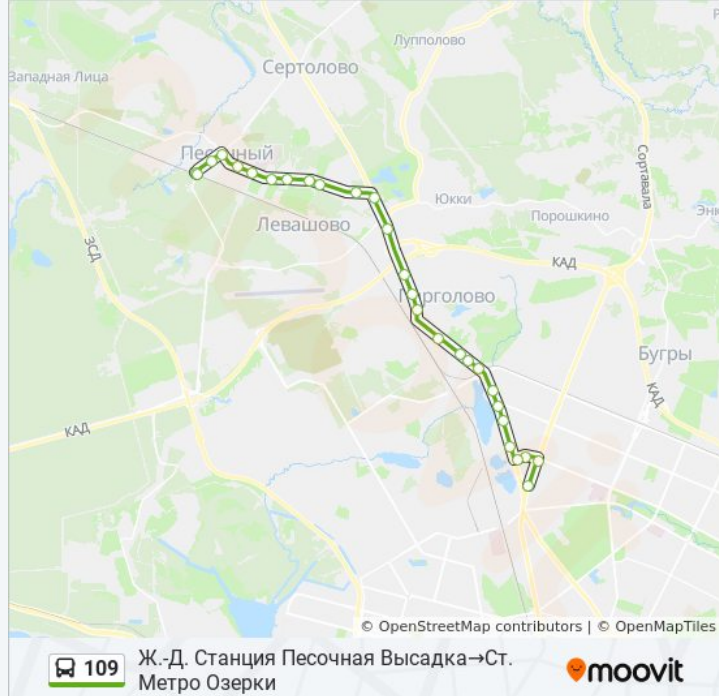 Лупполово
Сертолово
Западная Лица
Песочный
Сортавала
Юкки
Порошкино
Левашово
ЗСД
КАД
Парголово
Бугры
КАД
КАД
© OpenStreetMap contributors | © OpenMapTiles
109
Ж.-Д. Станция Песочная Высадка→Ст.
Метро Озерки
moovit